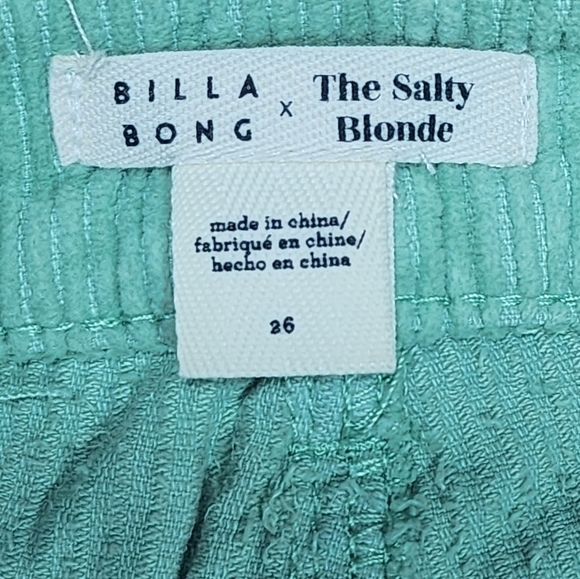 BILLA x The Salty
BONG Blonde
made in china/
fabriqué en chine/
hecho en china
26